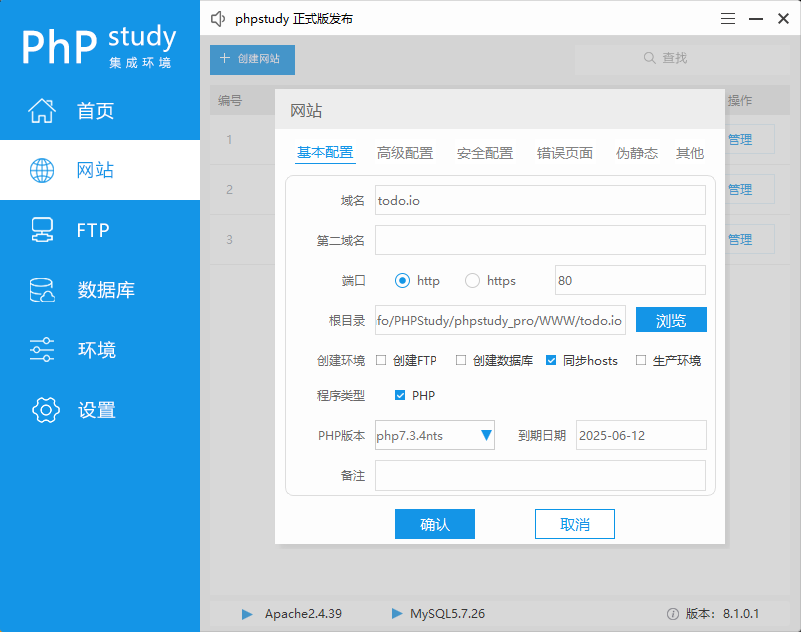 PhP study
集成环境
首页
网站
FTP
数据库
环境
设置
phpstudy 正式版发布
创建网站
查找
编号
操作
1
管理
2
管理
3
管理
网站
基本配置 高级配置 安全配置 错误页面 伪静态 其他
域名 todo.io
第二域名
端口 http https 80
根目录 fo/PHPStudy/phpstudy_pro/WWW/todo.io 浏览
创建环境 创建FTP 创建数据库 同步hosts 生产环境
程序类型 PHP
PHP版本 php7.3.4nts 到期日期 2025-06-12
备注
确认 取消
Apache2.4.39 MySQL5.7.26 版本: 8.1.0.1